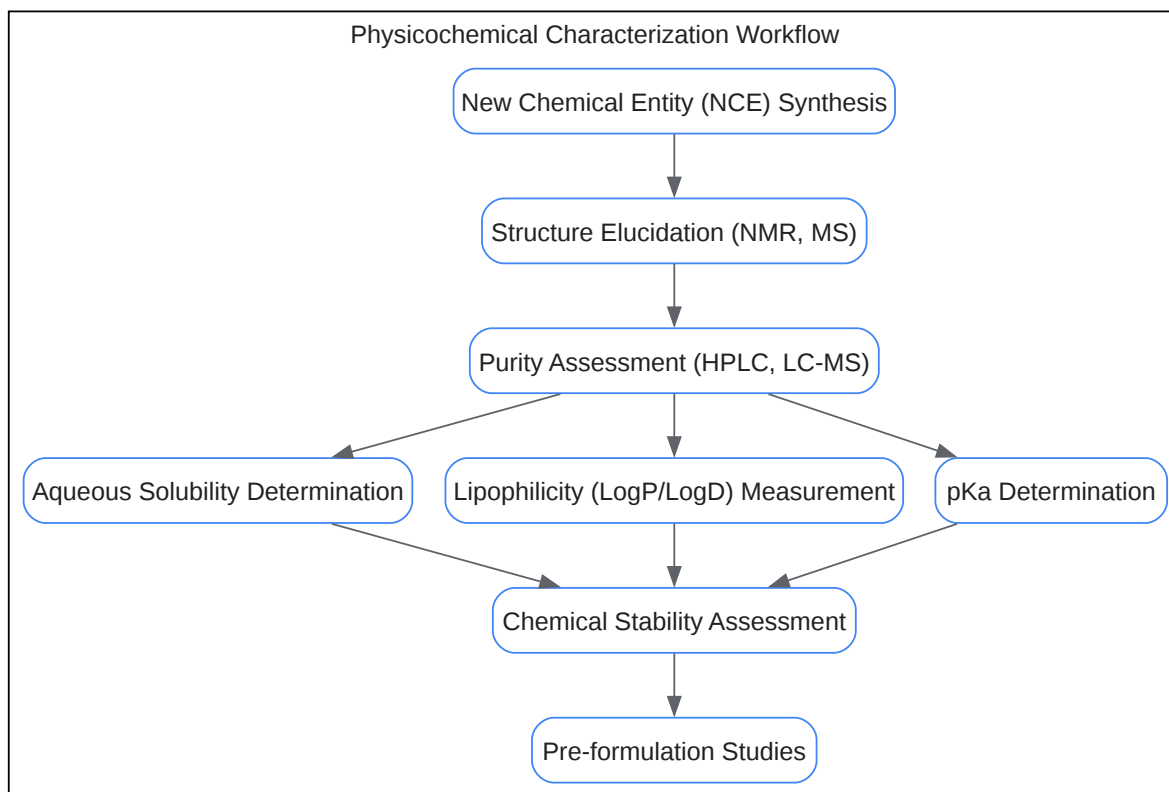 Physicochemical Characterization Workflow
New Chemical Entity (NCE) Synthesis
Structure Elucidation (NMR, MS)
Purity Assessment (HPLC, LC-MS)
Aqueous Solubility Determination
Lipophilicity (LogP/LogD) Measurement
pKa Determination
Chemical Stability Assessment
Pre-formulation Studies